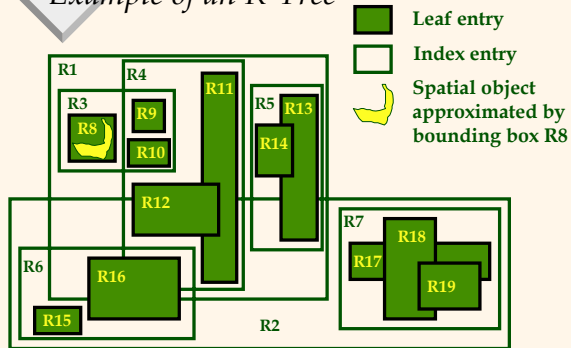 Example of an R-Tree
Leaf entry
Index entry
Spatial object
approximated by
bounding box R8
R1
R4
R11
R3
R9
R5
R13
R8
R10
R14
R12
R7
R18
R6
R16
R17
R19
R15
R2